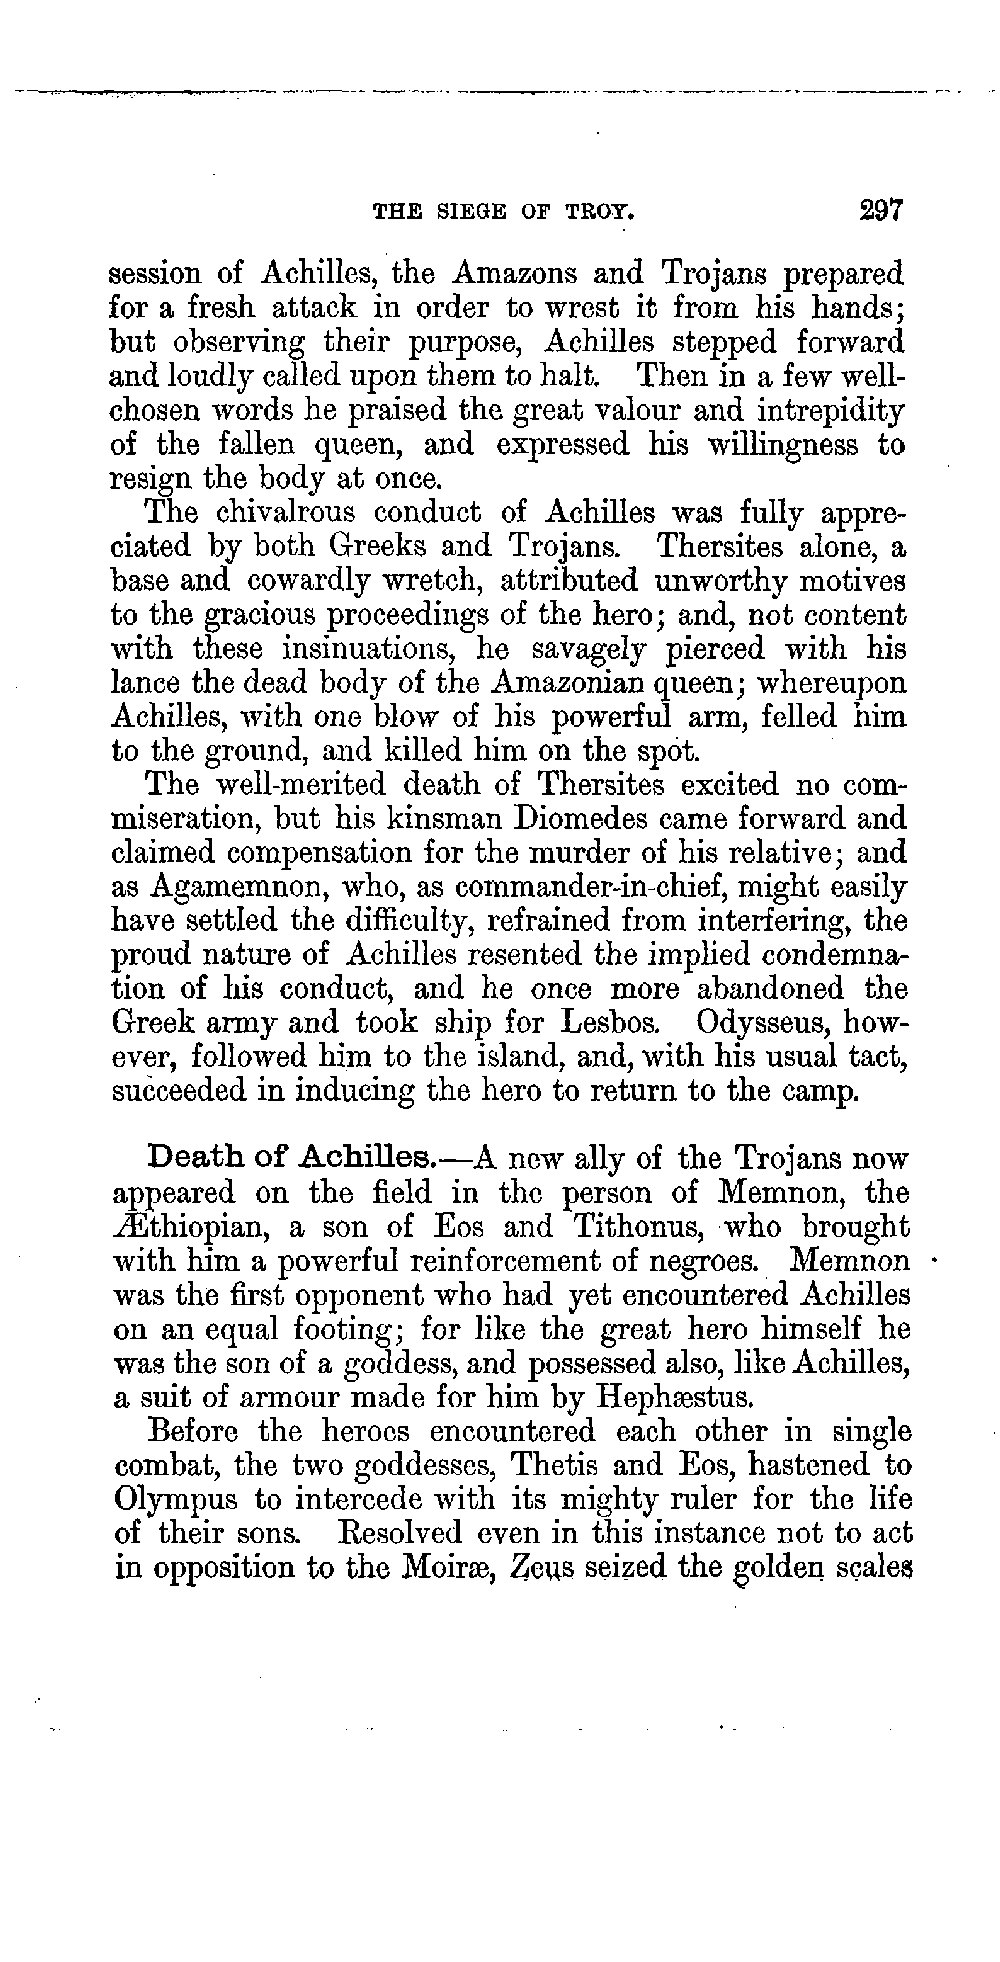 THE SIEGE OF TROY. 297
session of Achilles, the Amazons and Trojans prepared
for a fresh attack in order to wrest it from his hands;
but observing their purpose, Achilles stepped forward
and loudly called upon them to halt. Then in a few well-
chosen words he praised the great valour and intrepidity
of the fallen queen, and expressed his willingness to
resign the body at once.
The chivalrous conduct of Achilles was fully appre-
ciated by both Greeks and Trojans. Thersites alone, a
base and cowardly wretch, attributed unworthy motives
to the gracious proceedings of the hero; and, not content
with these insinuations, he savagely pierced with his
lance the dead body of the Amazonian queen; whereupon
Achilles, with one blow of his powerful arm, felled him
to the ground, and killed him on the spot.
The well-merited death of Thersites excited no com-
miseration, but his kinsman Diomedes came forward and
claimed compensation for the murder of his relative; and
as Agamemnon, who, as commander-in-chief, might easily
have settled the difficulty, refrained from interfering, the
proud nature of Achilles resented the implied condemna-
tion of his conduct, and he once more abandoned the
Greek army and took ship for Lesbos. Odysseus, how-
ever, followed him to the island, and, with his usual tact,
succeeded in inducing the hero to return to the camp.
Death of Achilles.—A new ally of the Trojans now
appeared on the field in the person of Memnon, the
Æthiopian, a son of Eos and Tithonus, who brought
with him a powerful reinforcement of negroes. Memnon
was the first opponent who had yet encountered Achilles
on an equal footing; for like the great hero himself he
was the son of a goddess, and possessed also, like Achilles,
a suit of armour made for him by Hephæstus.
Before the heroes encountered each other in single
combat, the two goddesses, Thetis and Eos, hastened to
Olympus to intercede with its mighty ruler for the life
of their sons. Resolved even in this instance not to act
in opposition to the Moiræ, Zeus seized the golden scales